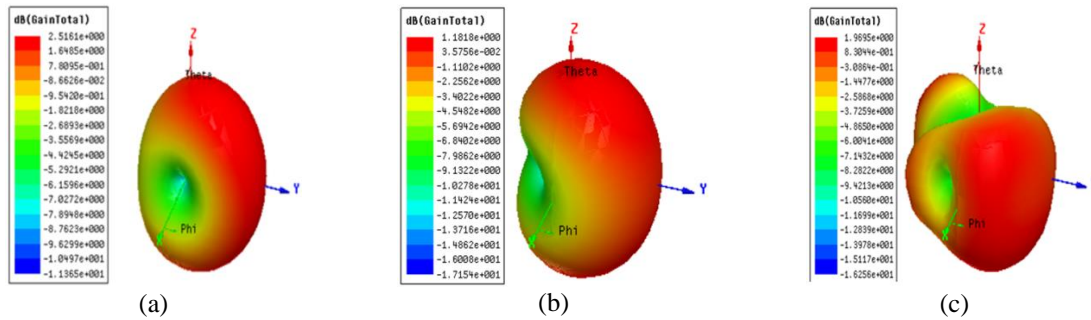 dB(GainTotal)
2.5161e+000
1.6485e+000
7.8095e-001
-8.6626e-002
-9.5420e-001
-1.8218e+000
-2.6893e+000
-3.5569e+000
-4.4245e+000
-5.2921e+000
-6.1596e+000
-7.0272e+000
-7.8948e+000
-8.7623e+000
-9.6299e+000
-1.0497e+001
-1.1365e+001
Z
Theta
Y
Phi
X
(a)
dB(GainTotal)
1.1818e+000
3.5756e-002
-1.1102e+000
-2.2562e+000
-3.4022e+000
-4.5482e+000
-5.6942e+000
-6.8402e+000
-7.9862e+000
-9.1322e+000
-1.0278e+001
-1.1424e+001
-1.2570e+001
-1.3716e+001
-1.4862e+001
-1.6008e+001
-1.7154e+001
Z
Theta
Y
Phi
X
(b)
dB(GainTotal)
1.9695e+000
8.3044e-001
-3.0864e-001
-1.4477e+000
-2.5868e+000
-3.7259e+000
-4.8650e+000
-6.0041e+000
-7.1432e+000
-8.2822e+000
-9.4213e+000
-1.0560e+001
-1.1699e+001
-1.2839e+001
-1.3978e+001
-1.5117e+001
-1.6256e+001
Z
Theta
Phi
X
(c)